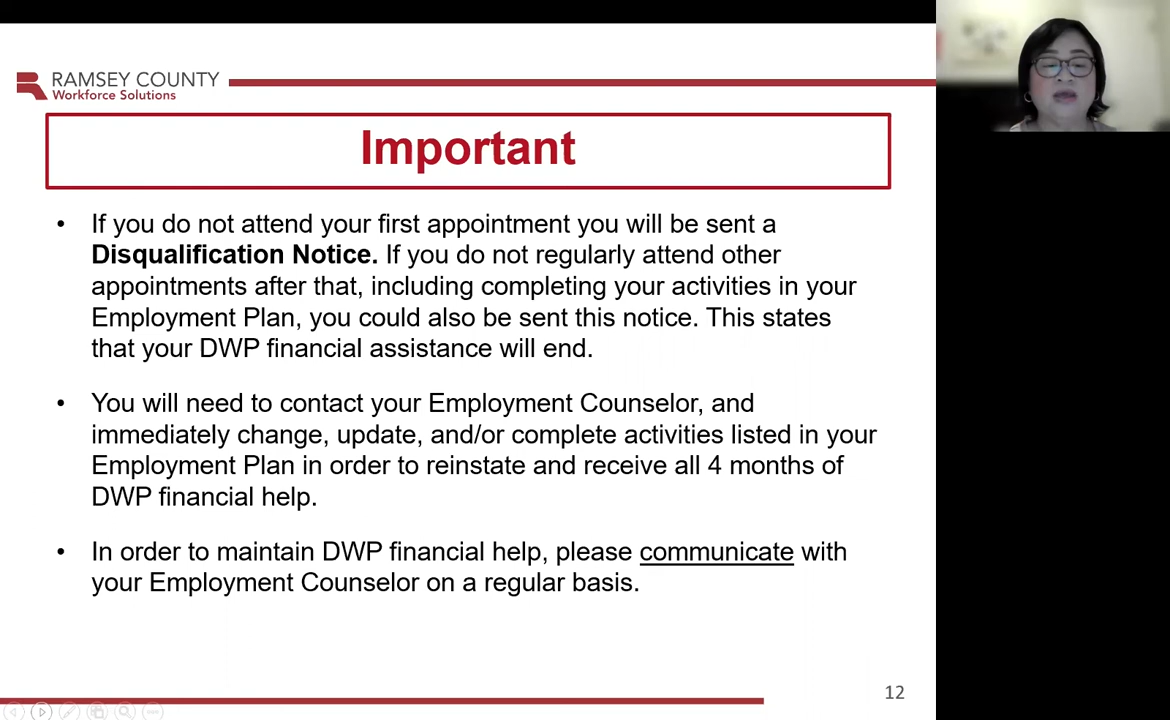 RAMSEY COUNTY
Workforce Solutions
Important
• If you do not attend your first appointment you will be sent a
Disqualification Notice. If you do not regularly attend other
appointments after that, including completing your activities in your
Employment Plan, you could also be sent this notice. This states
that your DWP financial assistance will end.
• You will need to contact your Employment Counselor, and
immediately change, update, and/or complete activities listed in your
Employment Plan in order to reinstate and receive all 4 months of
DWP financial help.
• In order to maintain DWP financial help, please communicate with
your Employment Counselor on a regular basis.
12